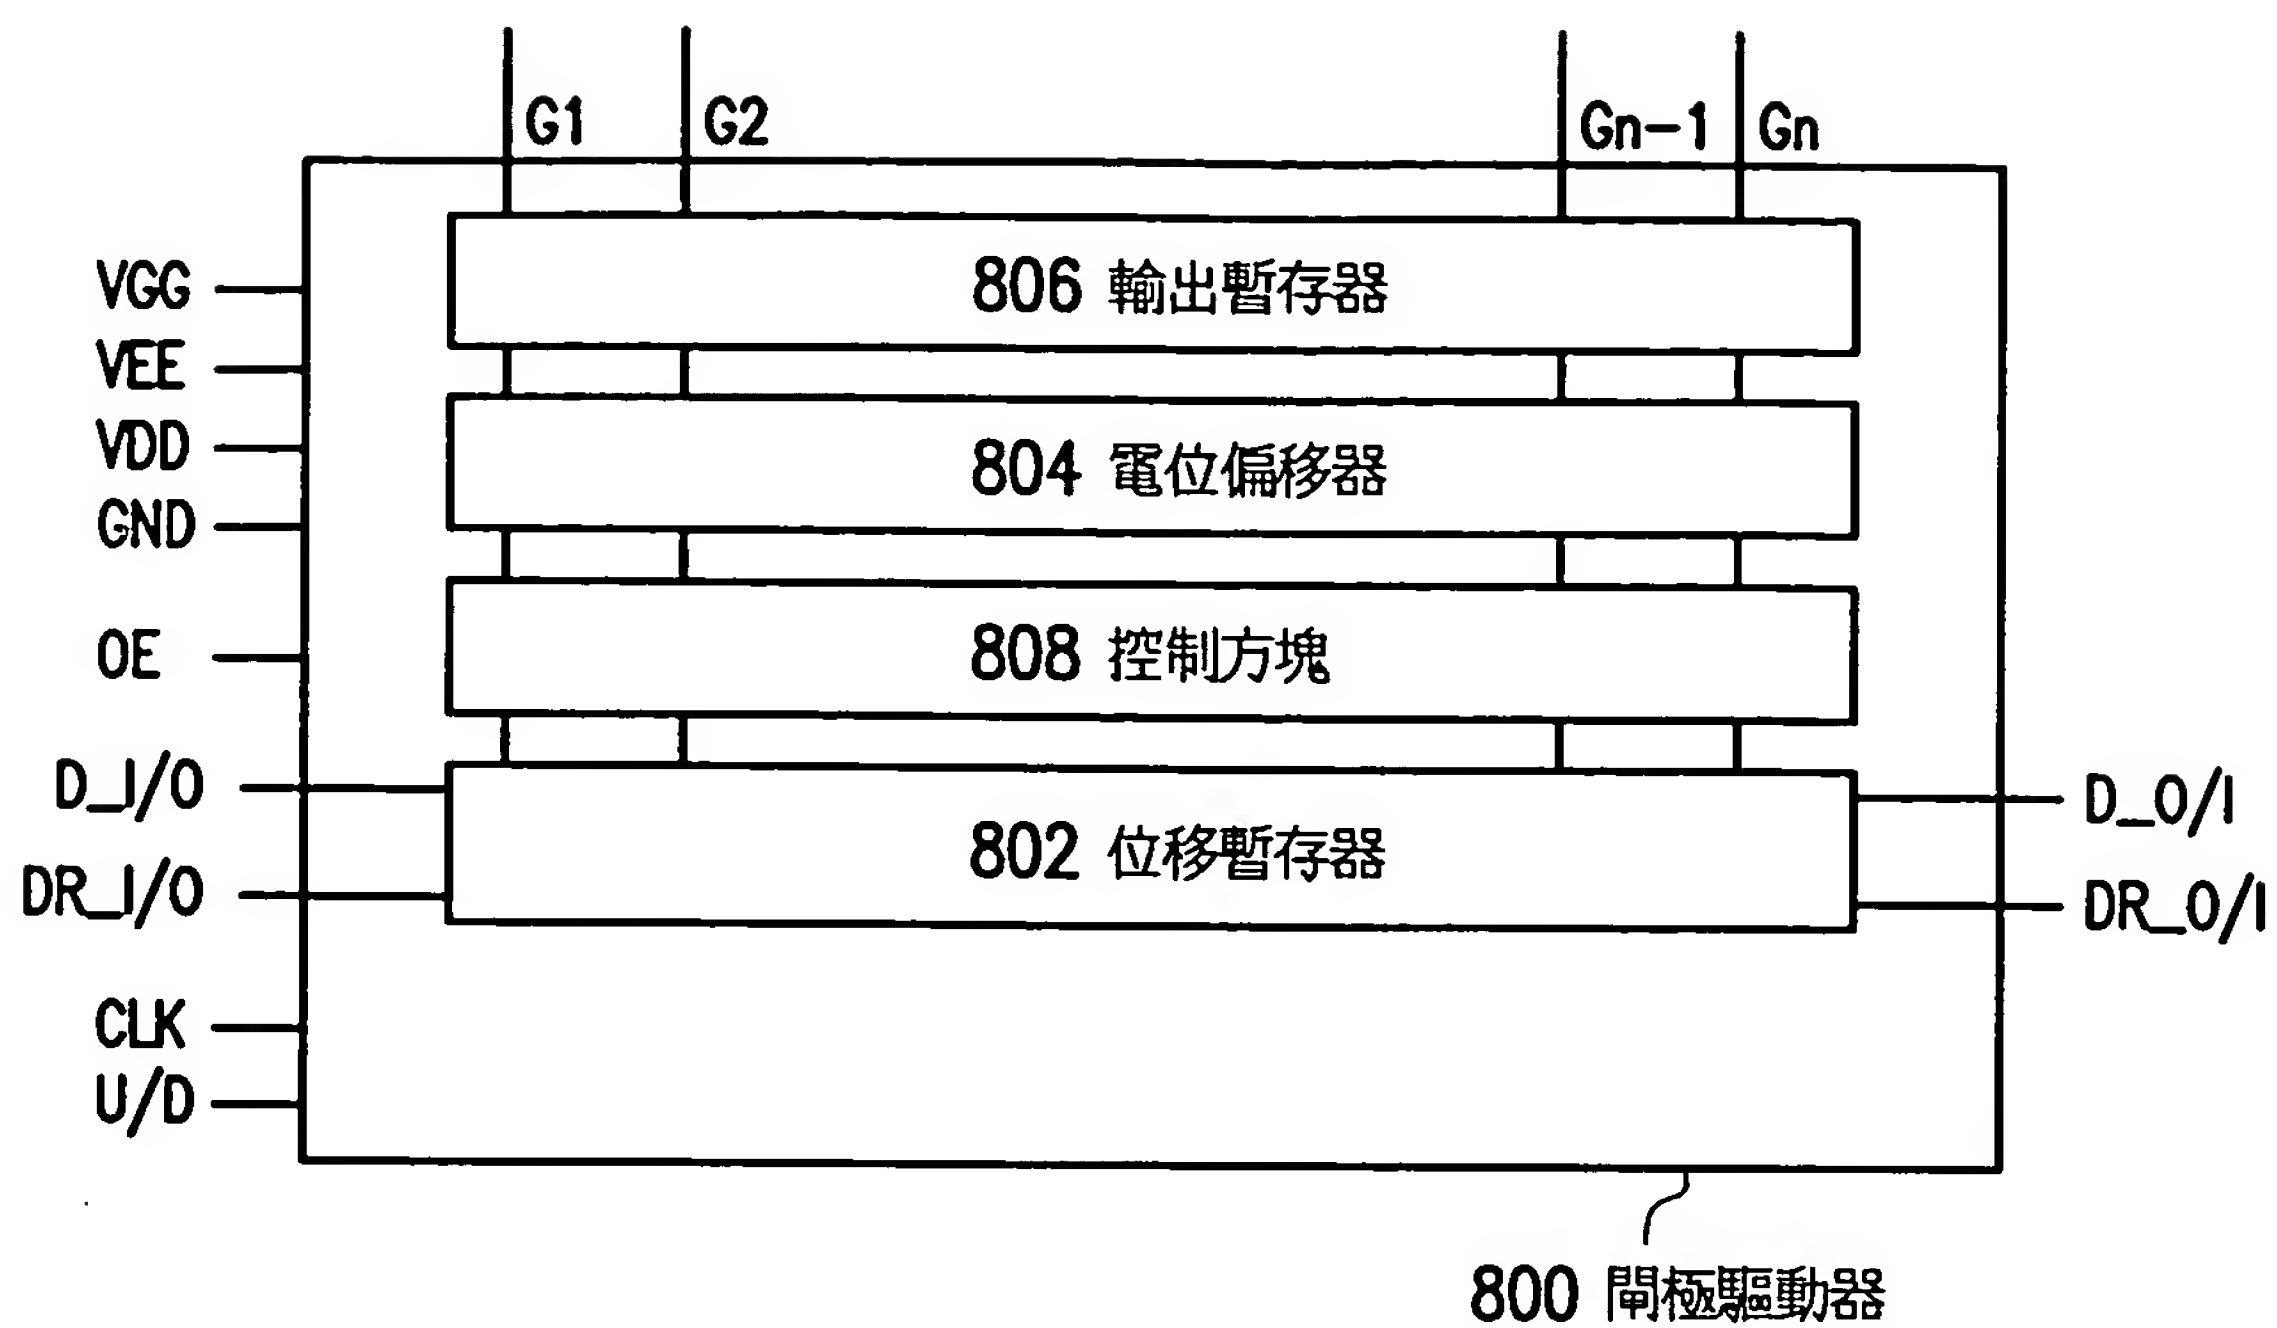 G1
G2
Gn-1
Gn
VGG
806 輸出暫存器
VEE
VDD
804 電位偏移器
GND
OE
808 控制方塊
D_I/O
D_O/I
802 位移暫存器
DR_I/O
DR_O/I
CLK
U/D
800 閘極驅動器